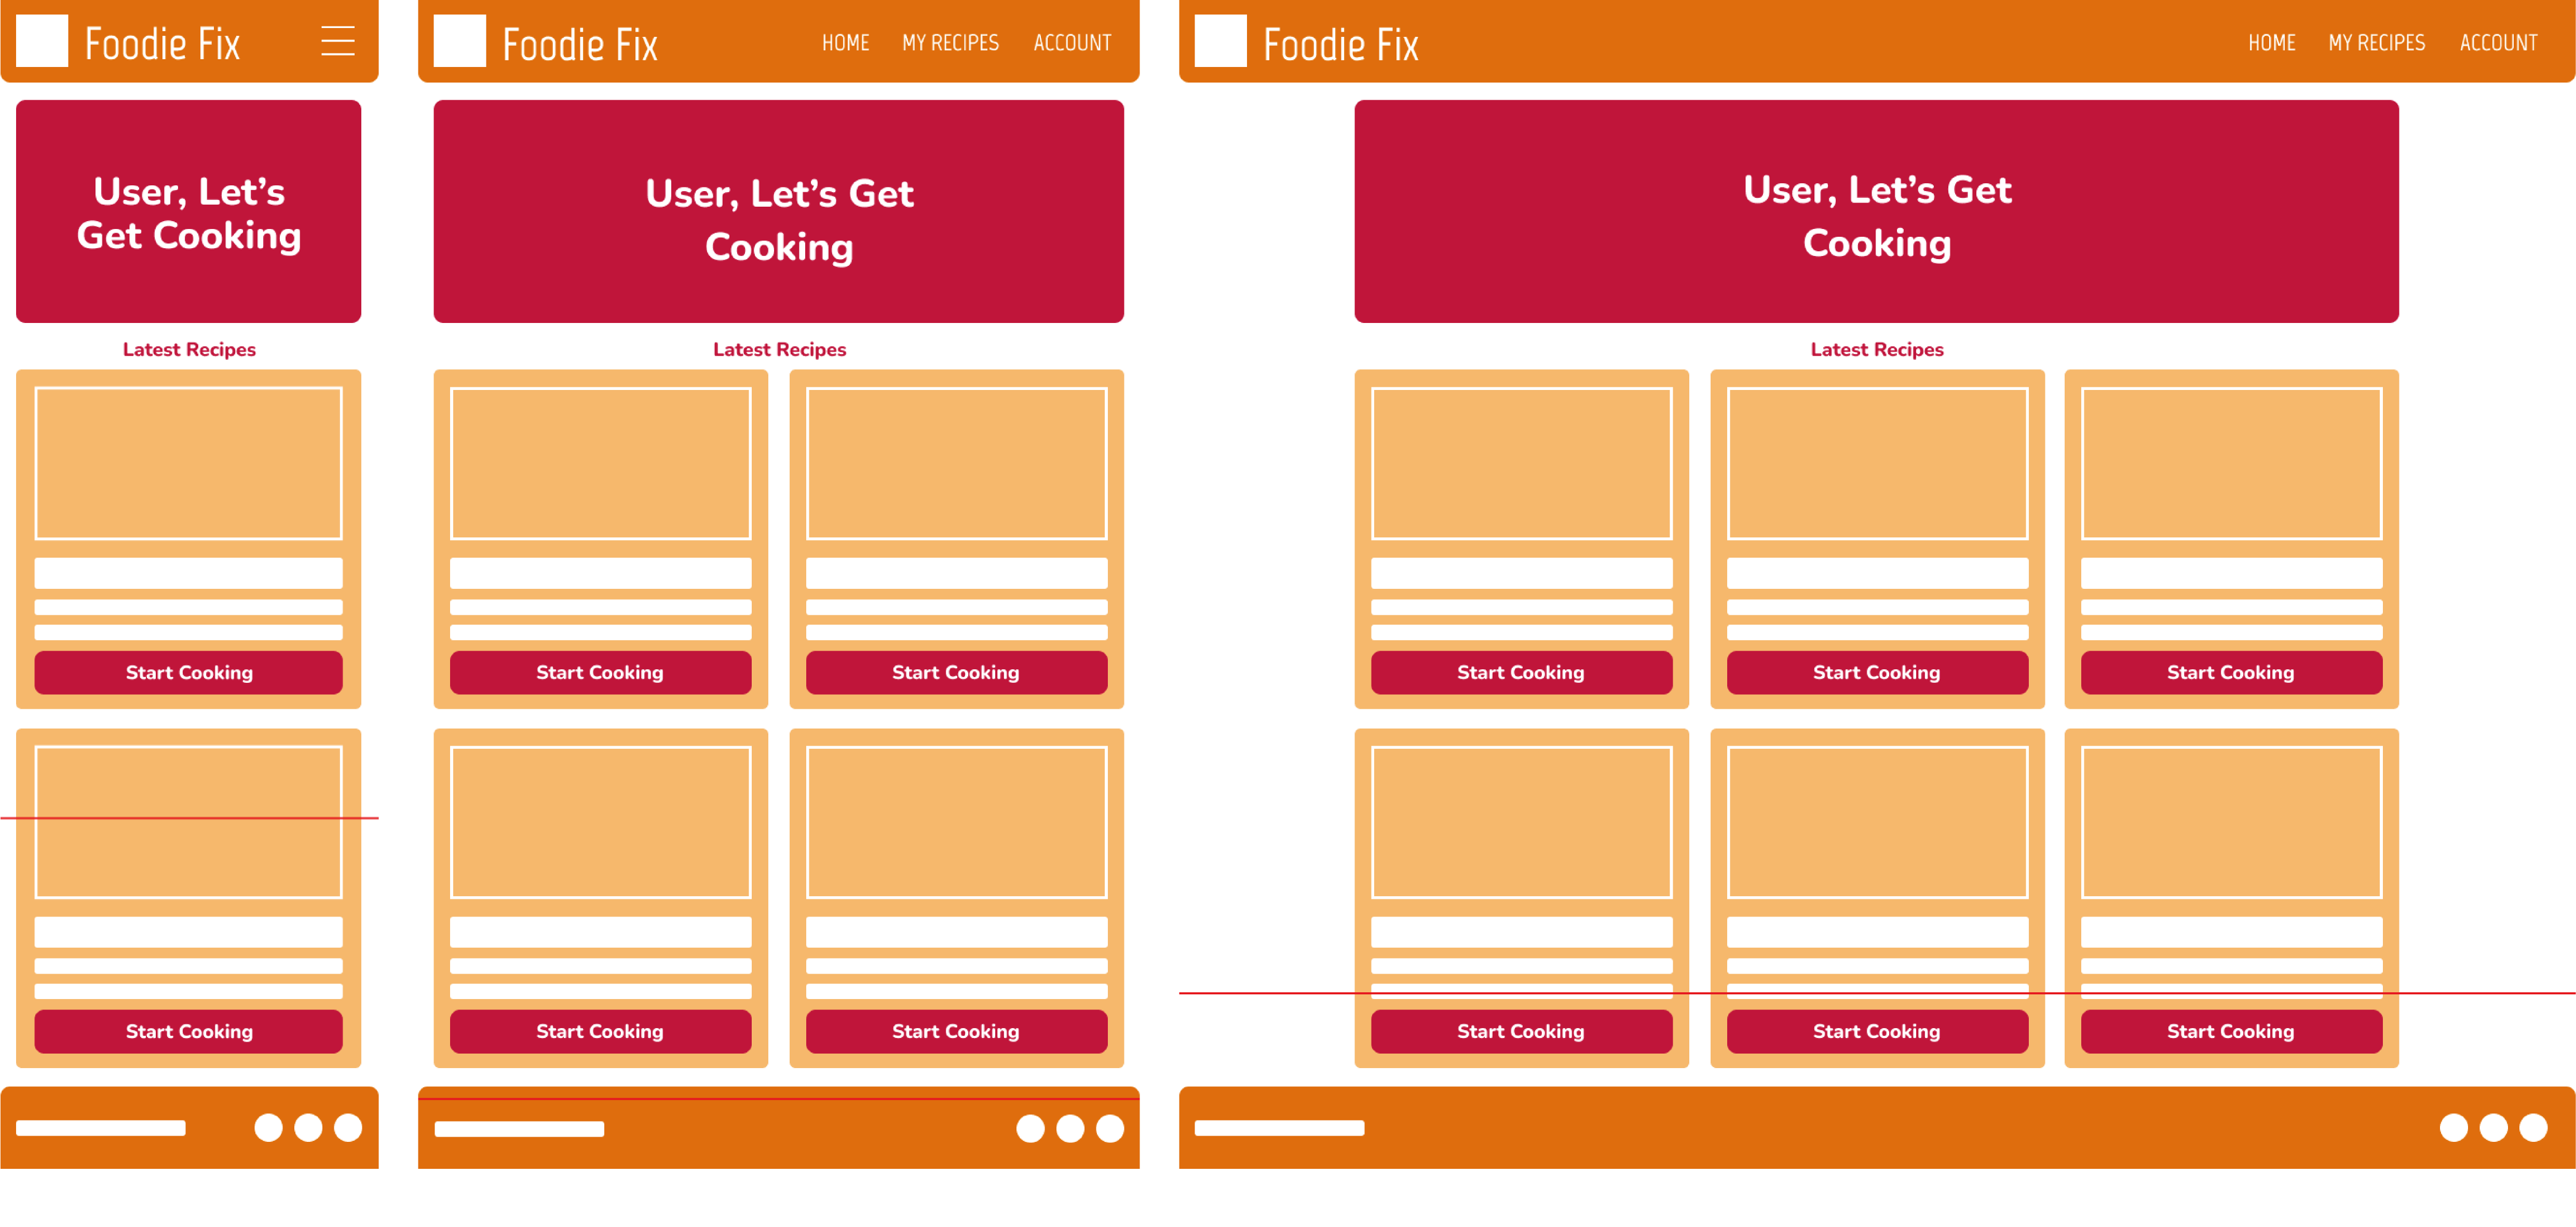 Foodie Fix
User, Let’s
Get Cooking
Latest Recipes
Start Cooking
Start Cooking
Foodie Fix
HOME MY RECIPES ACCOUNT
User, Let’s Get
Cooking
Latest Recipes
Start Cooking Start Cooking
Start Cooking Start Cooking
Foodie Fix
HOME MY RECIPES ACCOUNT
User, Let’s Get
Cooking
Latest Recipes
Start Cooking Start Cooking Start Cooking
Start Cooking Start Cooking Start Cooking